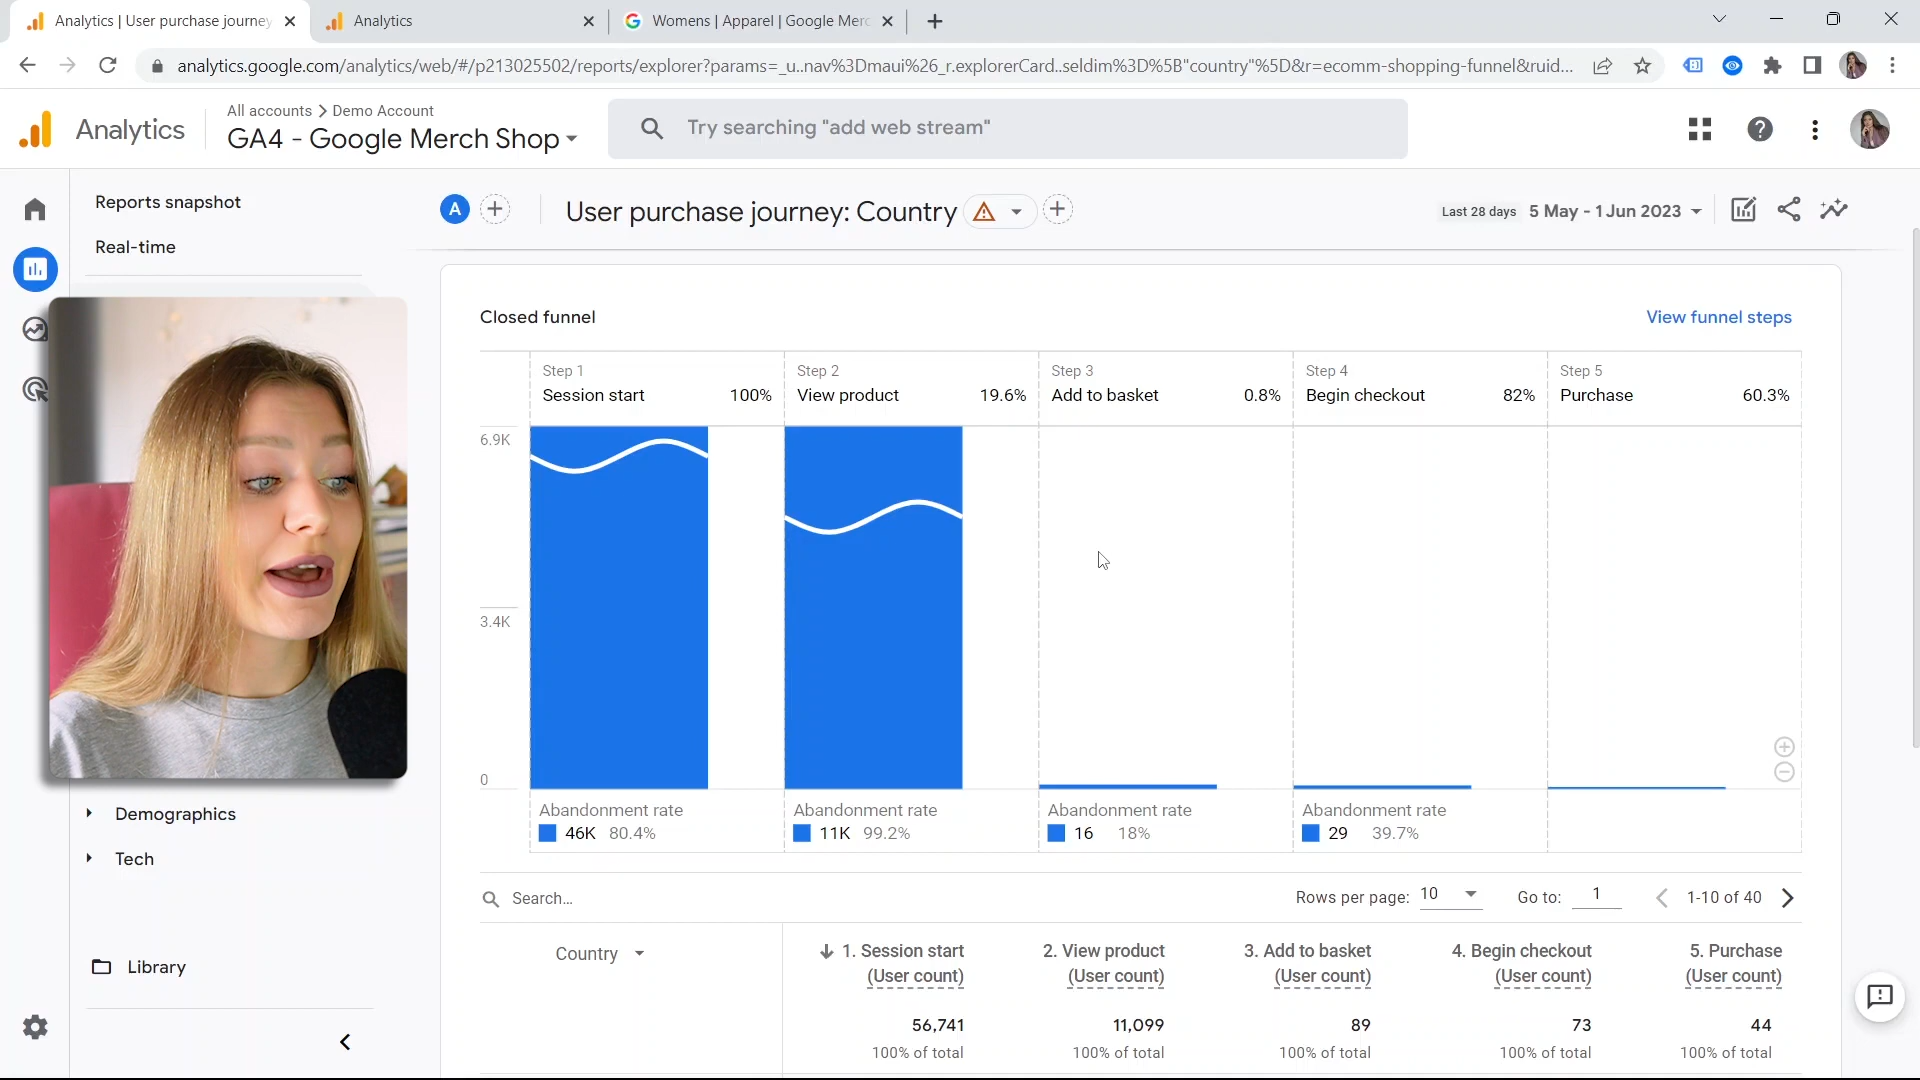 Analytics | User purchase journey
Analytics
Womens | Apparel | Google Merc
analytics.google.com/analytics/web/#/p213025502/reports/explorer?params=_u..nav%3Dmaui%26_r.explorerCard..seldim%3D%5B"country"%5D&r=ecomm-shopping-funnel&ruid...
Analytics
All accounts > Demo Account
GA4 - Google Merch Shop
Try searching "add web stream"
Reports snapshot
Real-time
Demographics
Tech
Library
A
User purchase journey: Country
Last 28 days 5 May - 1 Jun 2023
Closed funnel
View funnel steps
Step 1
Session start 100%
Step 2
View product 19.6%
Step 3
Add to basket 0.8%
Step 4
Begin checkout 82%
Step 5
Purchase 60.3%
6.9K
3.4K
0
Abandonment rate
46K 80.4%
Abandonment rate
11K 99.2%
Abandonment rate
16 18%
Abandonment rate
29 39.7%
Search...
Rows per page: 10
Go to: 1
1-10 of 40
Country
1. Session start
(User count)
2. View product
(User count)
3. Add to basket
(User count)
4. Begin checkout
(User count)
5. Purchase
(User count)
56,741 11,099 89 73 44
100% of total 100% of total 100% of total 100% of total 100% of total